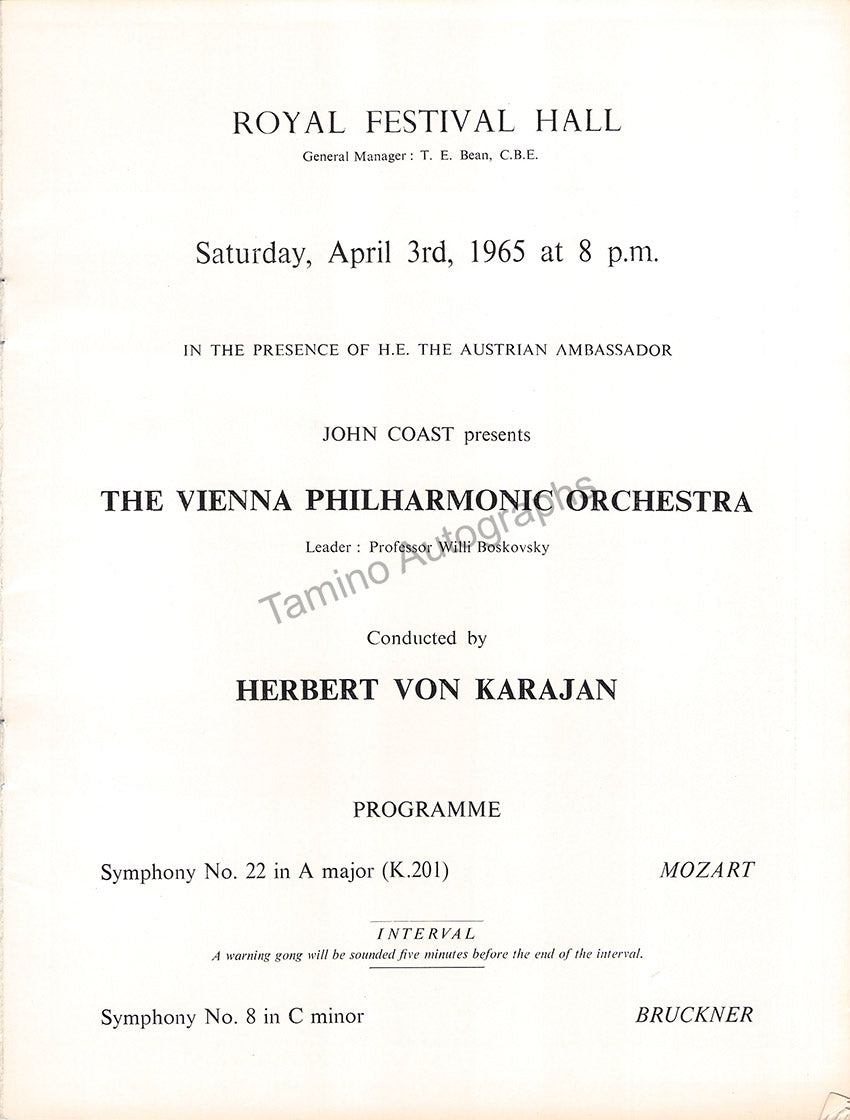 ROYAL FESTIVAL HALL
General Manager: T. E. Bean, C.B.E.
Saturday, April 3rd, 1965 at 8 p.m.
IN THE PRESENCE OF H.E. THE AUSTRIAN AMBASSADOR
JOHN COAST presents
THE VIENNA PHILHARMONIC ORCHESTRA
Leader : Professor Willi Boskovsky
Tamino Autographs
Conducted by
HERBERT VON KARAJAN
PROGRAMME
Symphony No. 22 in A major (K.201) MOZART
INTERVAL
A warning gong will be sounded five minutes before the end of the interval.
Symphony No. 8 in C minor BRUCKNER